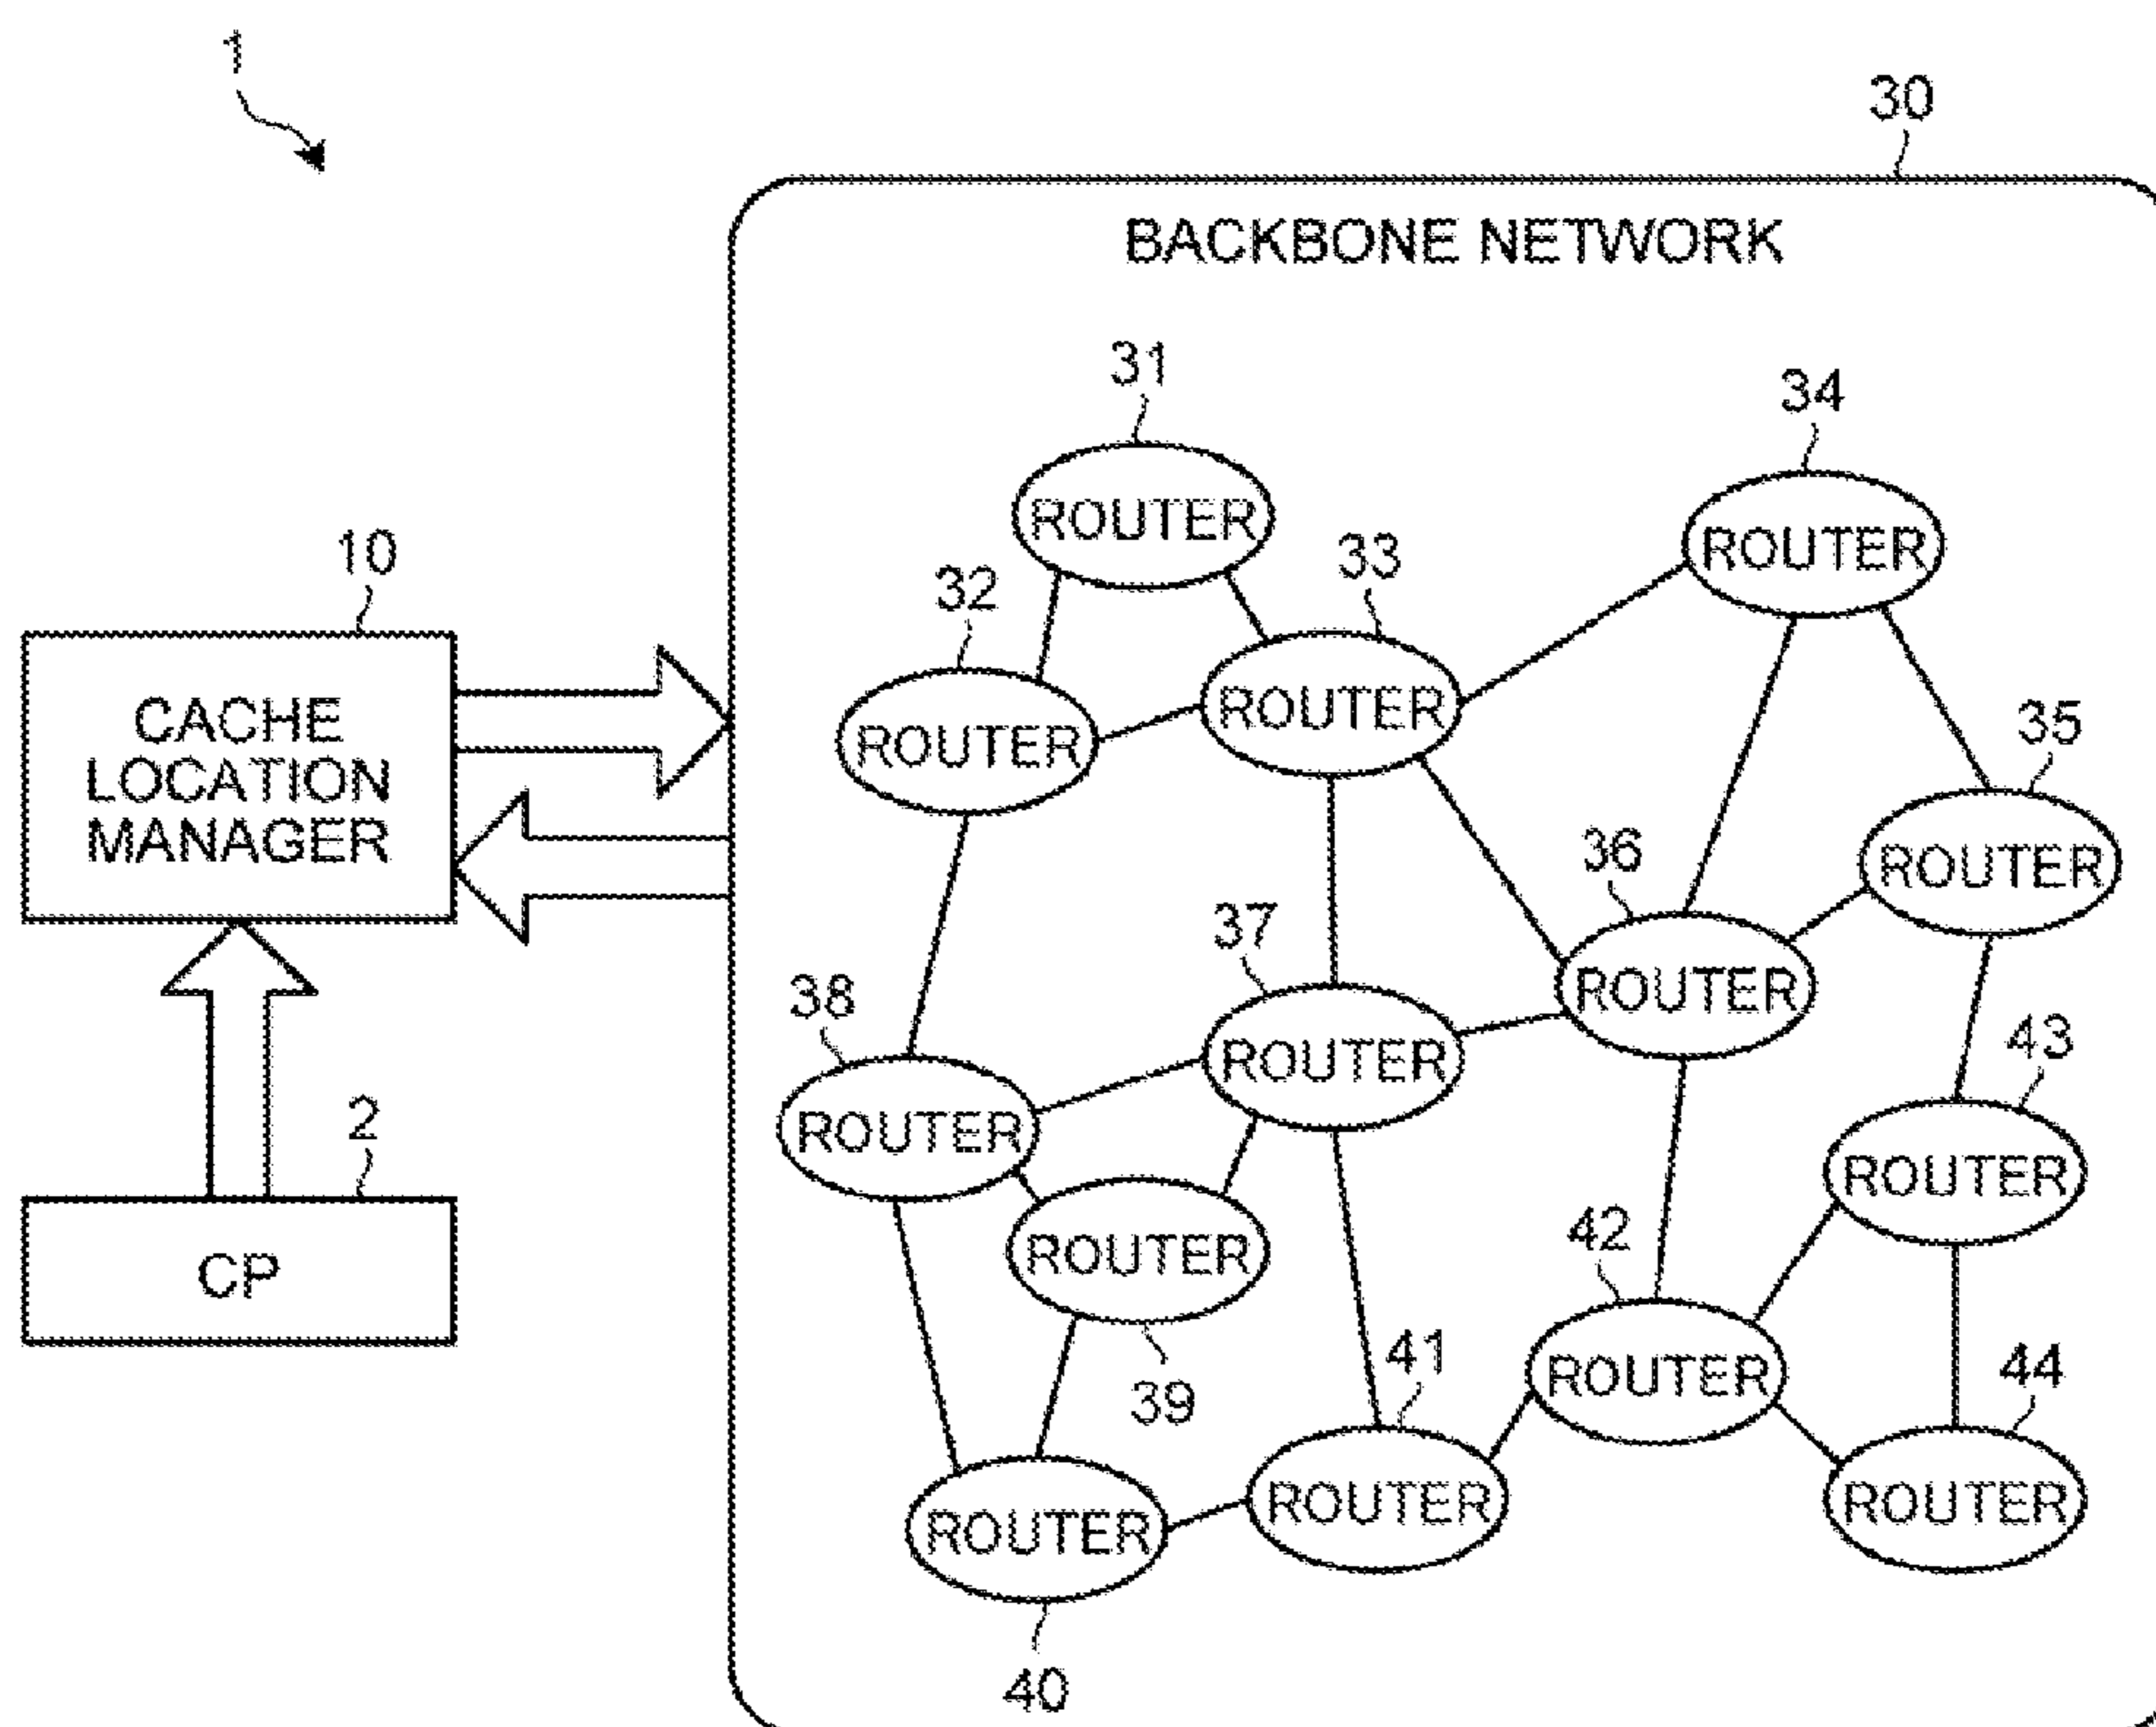 1
30
BACKBONE NETWORK
31
34
ROUTER
ROUTER
10
33
32
ROUTER
35
CACHE
LOCATION
MANAGER
ROUTER
36
ROUTER
37
38
ROUTER
43
ROUTER
2
ROUTER
ROUTER
42
CP
ROUTER
41
44
39
ROUTER
ROUTER
ROUTER
ROUTER
40